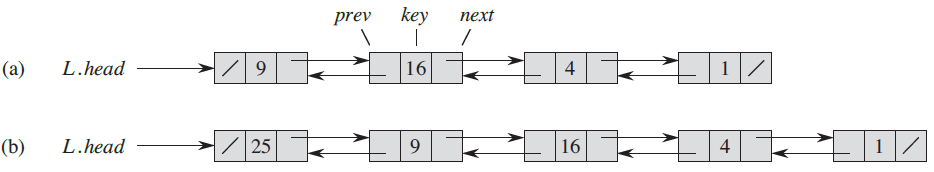 prev key next
(a) L.head / 9 16 4 1 /
(b) L.head / 25 9 16 4 1 /